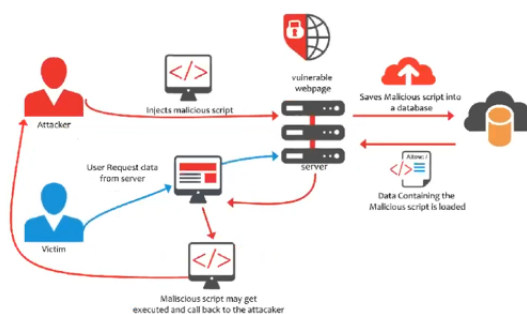 vulnerable
webpage
</>
Injects malicious script
Attacker
Saves Malicious script into
a database
server
User Request data
from server
</>
Data Containing the
Malicious script is loaded
Victim
</>
Maliscious script may get
executed and call back to the attacaker